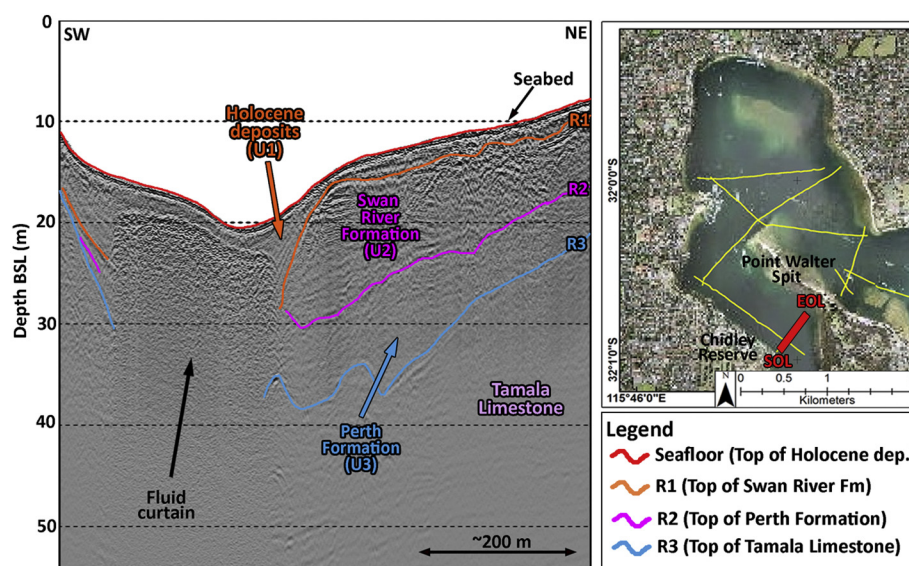 SW
NE
0
10
20
30
40
50
Depth BSL (m)
Seabed
Holocene
deposits
(U1)
R1
Swan
River
Formation
(U2)
R2
R3
Tamala
Limestone
Perth
Formation
(U3)
Fluid
curtain
~200 m
32°0'0"S
32°1'0"S
Point Walter
Spit
EOL
Chidley
Reserve
SOL
N
0 0.5 1
Kilometers
115°46'0"E
Legend
Seafloor (Top of Holocene dep.
R1 (Top of Swan River Fm)
R2 (Top of Perth Formation)
R3 (Top of Tamala Limestone)